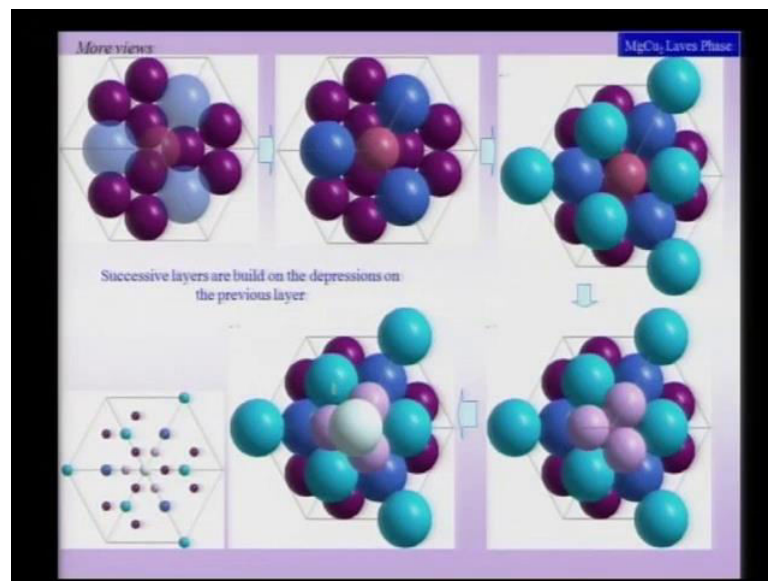 More views
MgCu₂ Laves Phase
Successive layers are build on the depressions on
the previous layer